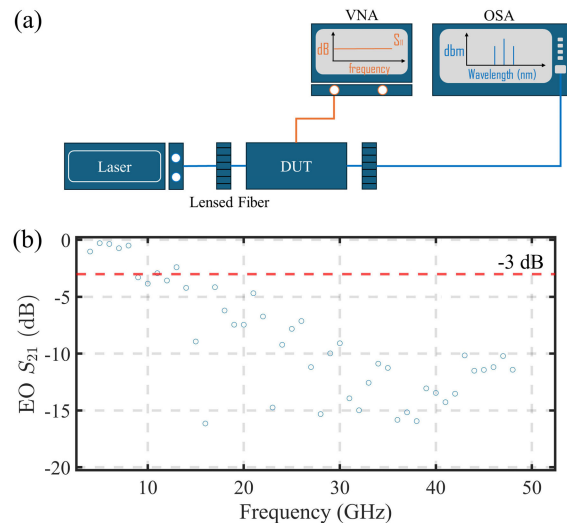 (a)
VNA
OSA
dB
S
frequency
dbm
Wavelength (nm)
Laser
DUT
Lensed Fiber
(b)
0
-5
-10
-15
-20
-3 dB
EO S₂₁ (dB)
10
20
30
40
50
Frequency (GHz)